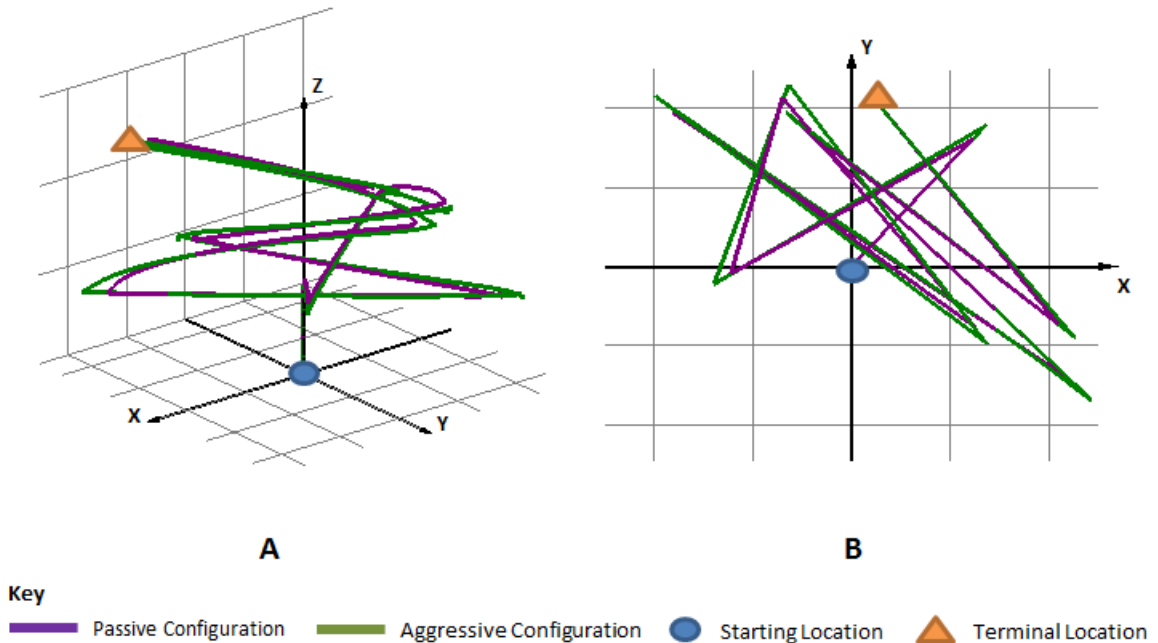 Z
X
Y
Y
X
A
B
Key
Passive Configuration Aggressive Configuration Starting Location Terminal Location